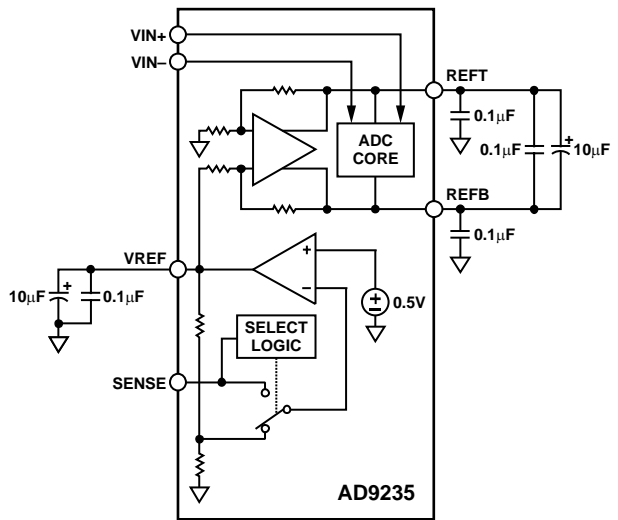 VIN+
VIN–
REFT
0.1μF
ADC
CORE
0.1μF
10μF
+
REFB
0.1μF
VREF
+
–
10μF
+
0.1μF
+
–
0.5V
SELECT
LOGIC
SENSE
AD9235